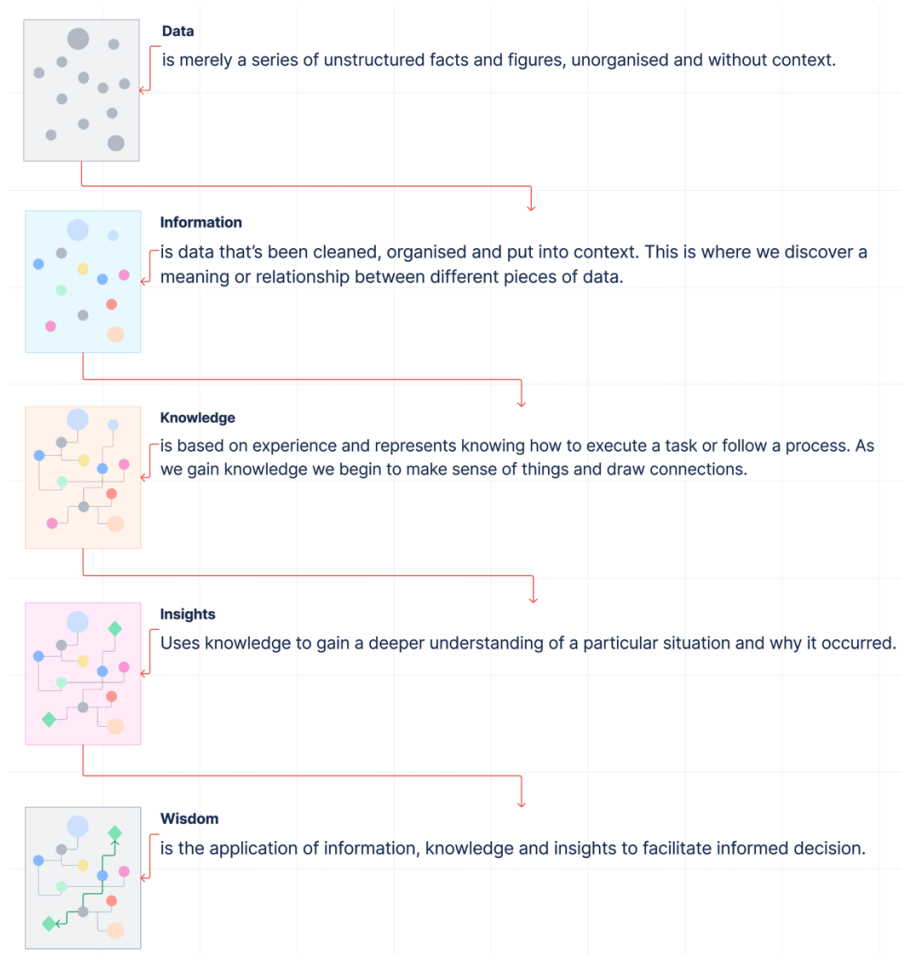 Data
is merely a series of unstructured facts and figures, unorganised and without context.
Information
is data that’s been cleaned, organised and put into context. This is where we discover a
meaning or relationship between different pieces of data.
Knowledge
is based on experience and represents knowing how to execute a task or follow a process. As
we gain knowledge we begin to make sense of things and draw connections.
Insights
Uses knowledge to gain a deeper understanding of a particular situation and why it occurred.
Wisdom
is the application of information, knowledge and insights to facilitate informed decision.